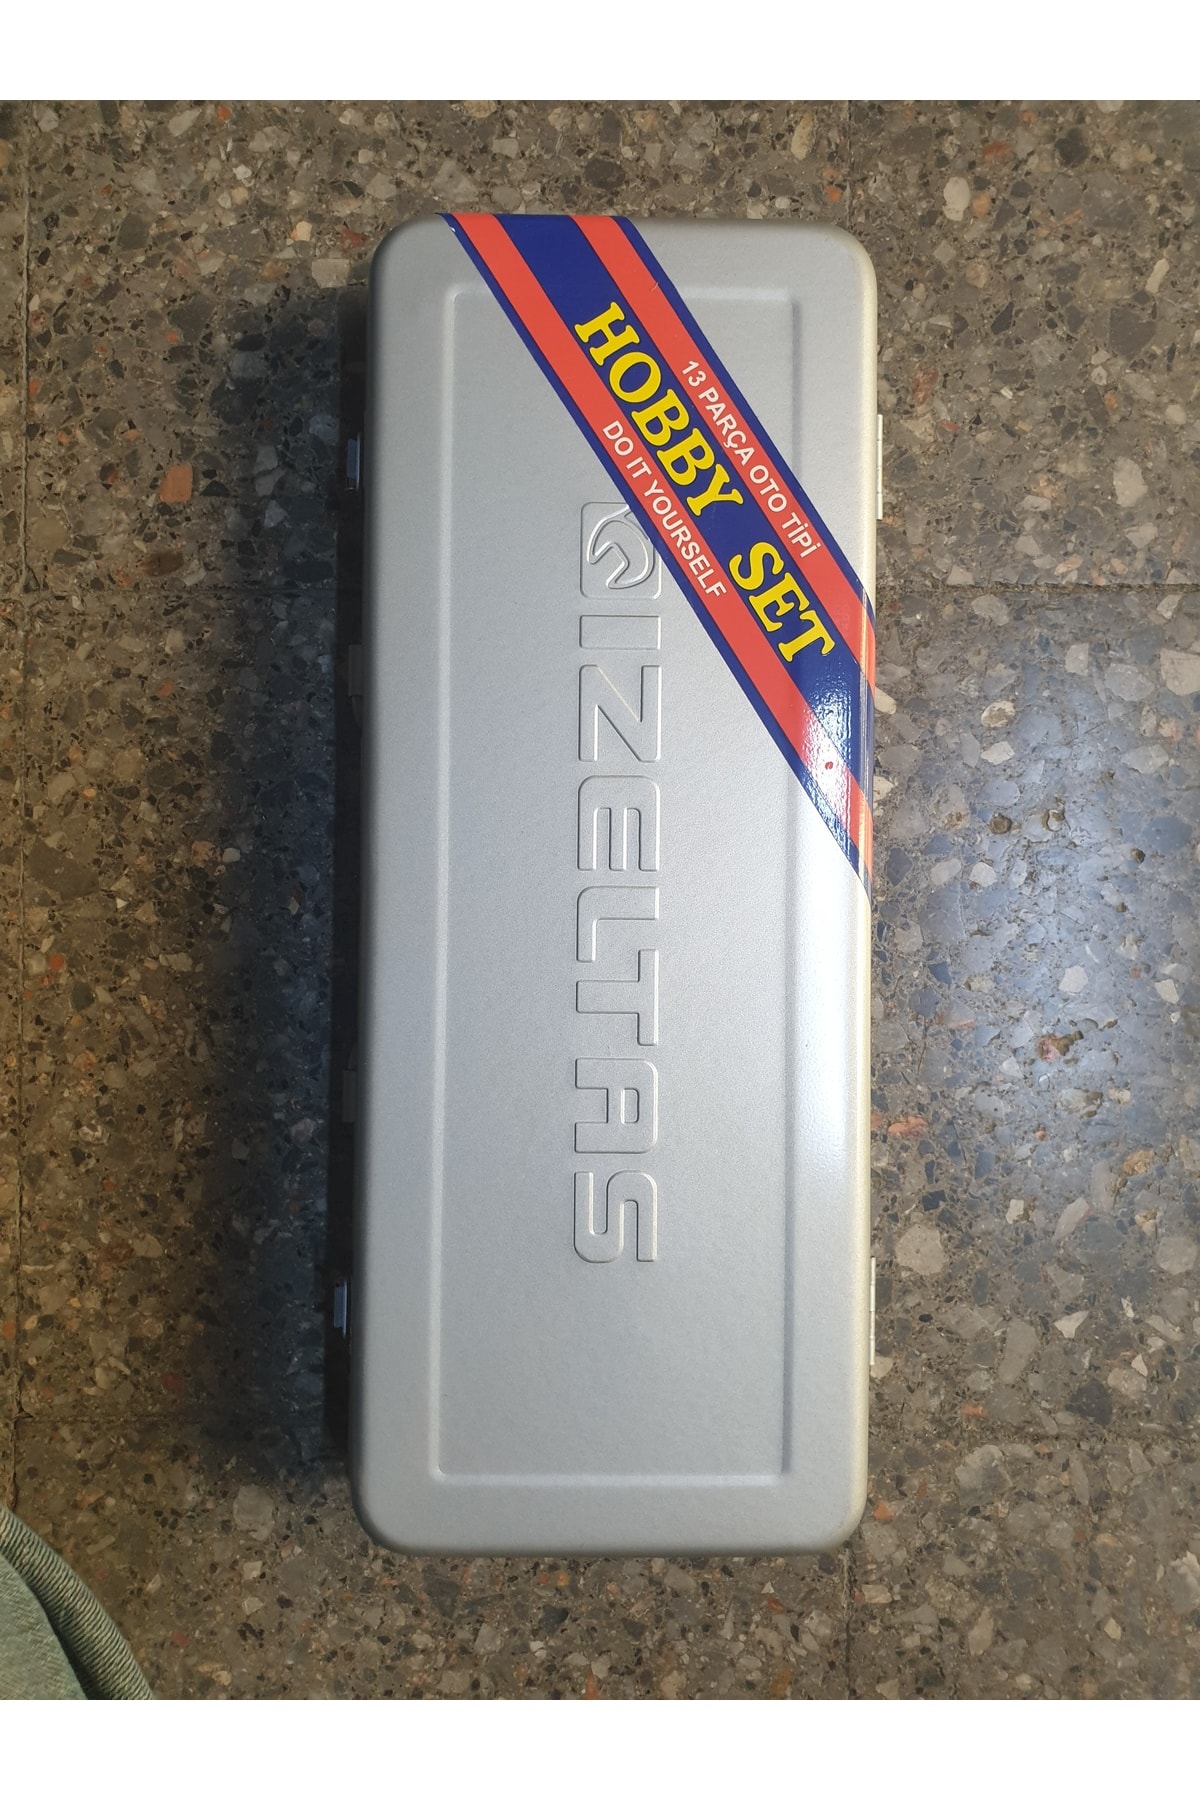 13 PARÇA OTO TİPİ
HOBBY SET
DO IT YOURSELF
IZELTAS